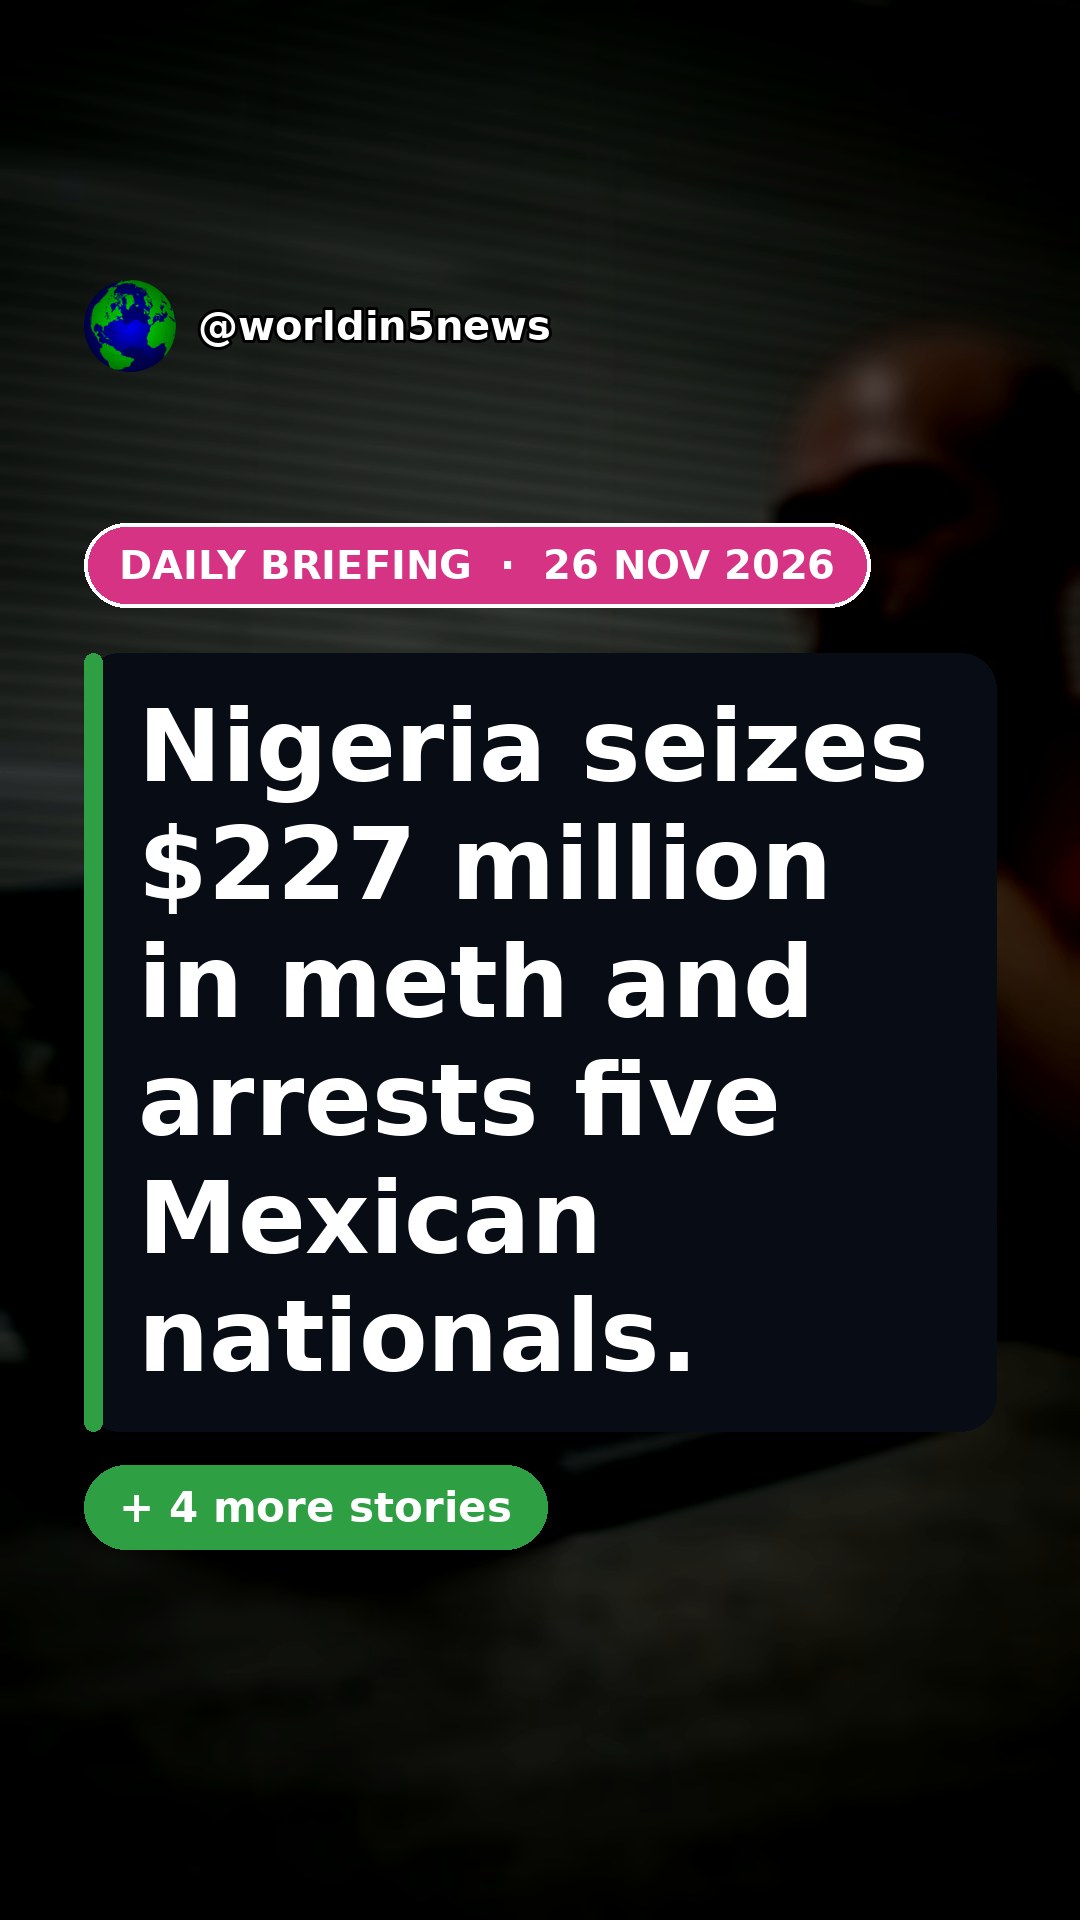 @worldin5news
DAILY BRIEFING · 26 NOV 2026
Nigeria seizes
$227 million
in meth and
arrests five
Mexican
nationals.
+ 4 more stories